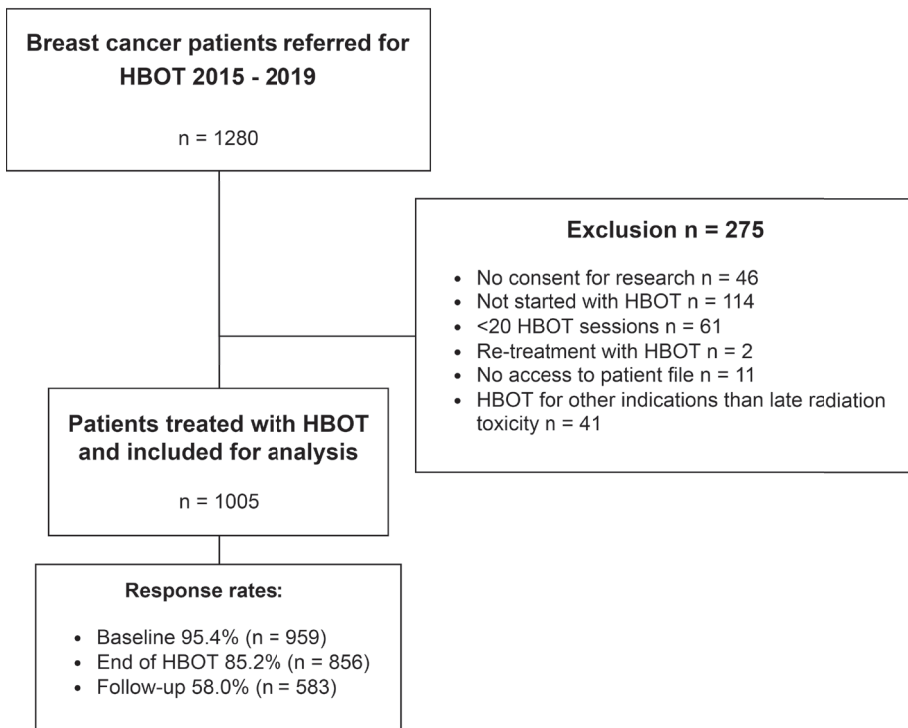 Breast cancer patients referred for
HBOT 2015 - 2019
n = 1280
Exclusion n = 275
• No consent for research n = 46
• Not started with HBOT n = 114
• <20 HBOT sessions n = 61
• Re-treatment with HBOT n = 2
• No access to patient file n = 11
• HBOT for other indications than late radiation
toxicity n = 41
Patients treated with HBOT
and included for analysis
n = 1005
Response rates:
• Baseline 95.4% (n = 959)
• End of HBOT 85.2% (n = 856)
• Follow-up 58.0% (n = 583)